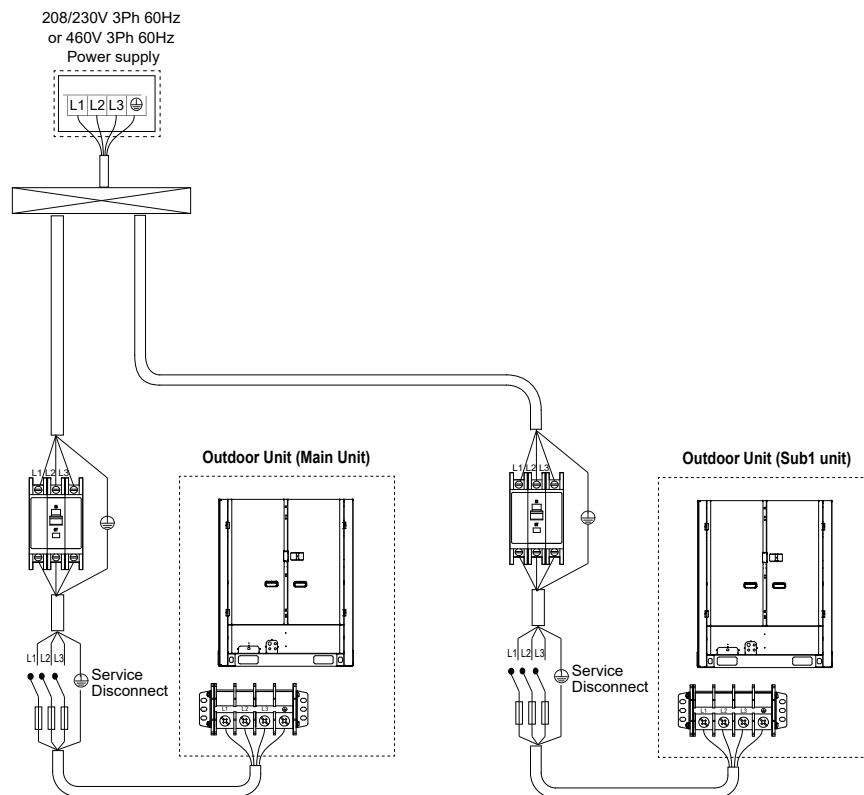 208/230V 3Ph 60Hz
or 460V 3Ph 60Hz
Power supply
L1 L2 L3
Outdoor Unit (Main Unit)
Outdoor Unit (Sub1 unit)
L1 L2 L3
L1 L2 L3
L1 L2 L3
Service
Disconnect
L1 L2 L3
Service
Disconnect
L1 L2 L3
L1 L2 L3